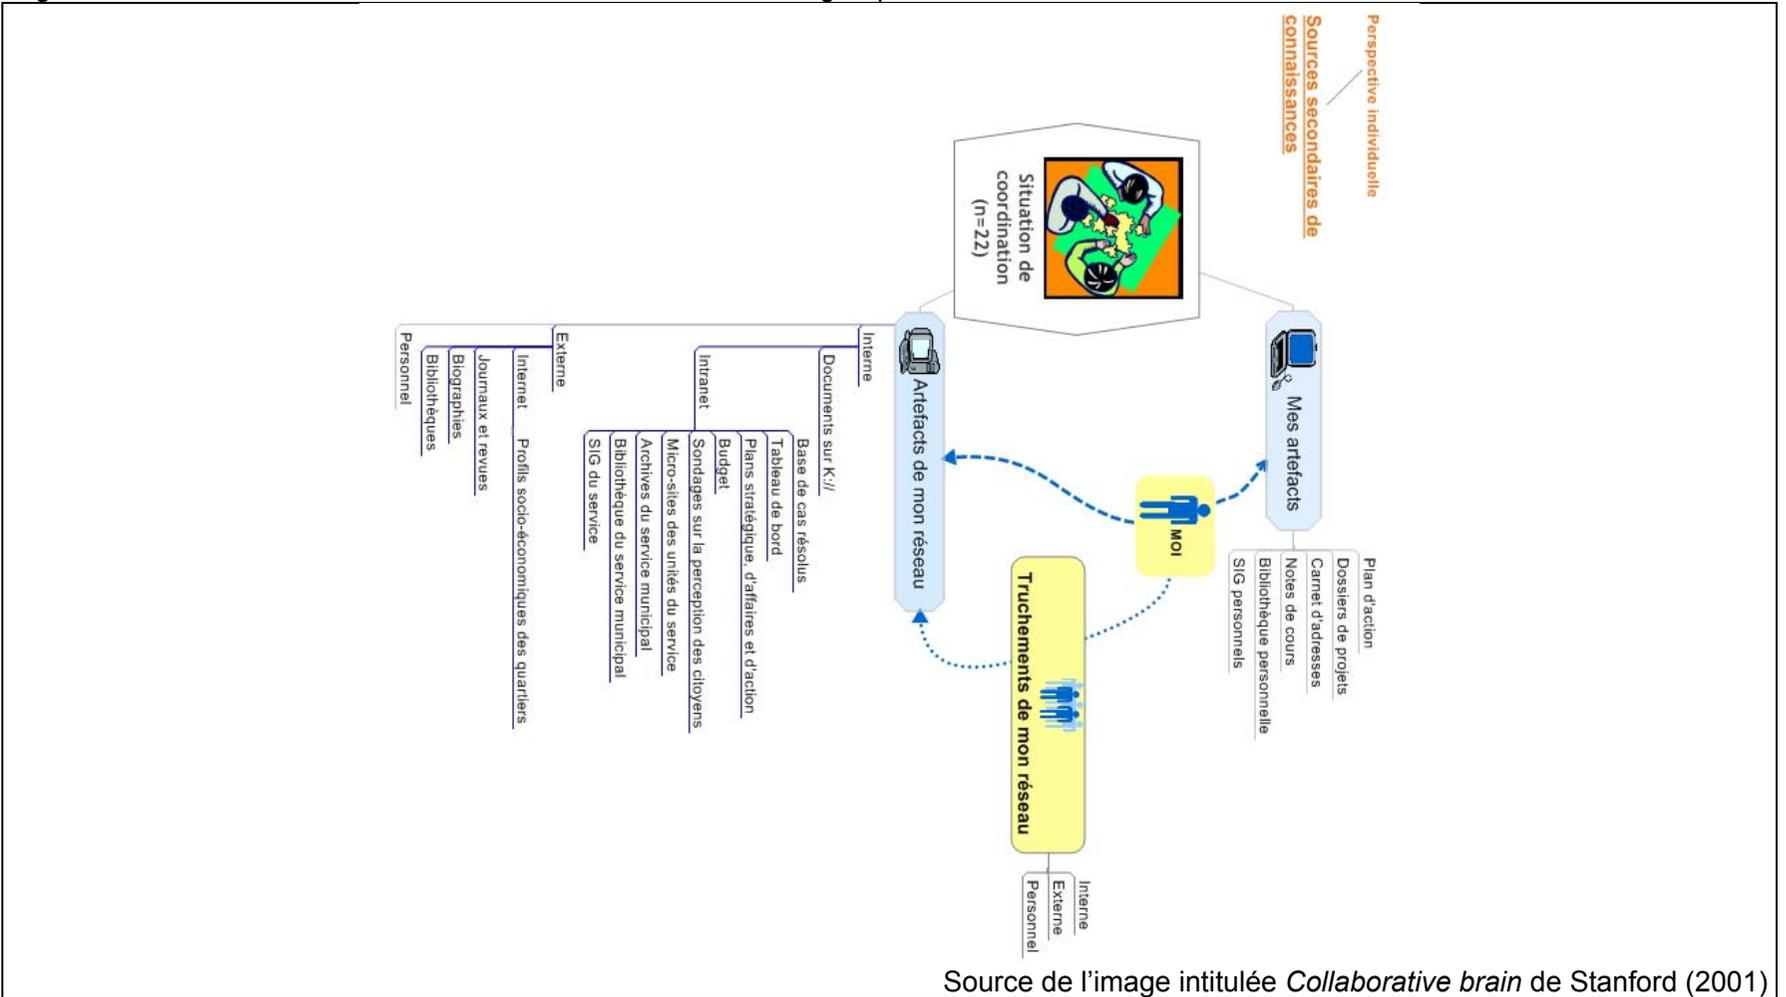 Perspective individuelle
Sources secondaires de
connaissances
Situation de
coordination
(n=22)
Mes artefacts
Plan d'action
Dossiers de projets
Carnet d'adresses
Notes de cours
Bibliothèque personnelle
SIG personnels
MOI
Truchements de mon réseau
Interne
Externe
Personnel
Artefacts de mon réseau
Interne
Documents sur K://
Intranet
Base de cas résolus
Tableau de bord
Plans stratégique, d'affaires et d'action
Budget
Sondages sur la perception des citoyens
Micro-sites des unités du service
Archives du service municipal
Bibliothèque du service municipal
SIG du service
Externe
Internet
Profils socio-économiques des quartiers
Journaux et revues
Biographies
Bibliothèques
Personnel
Source de l'image intitulée Collaborative brain de Stanford (2001)